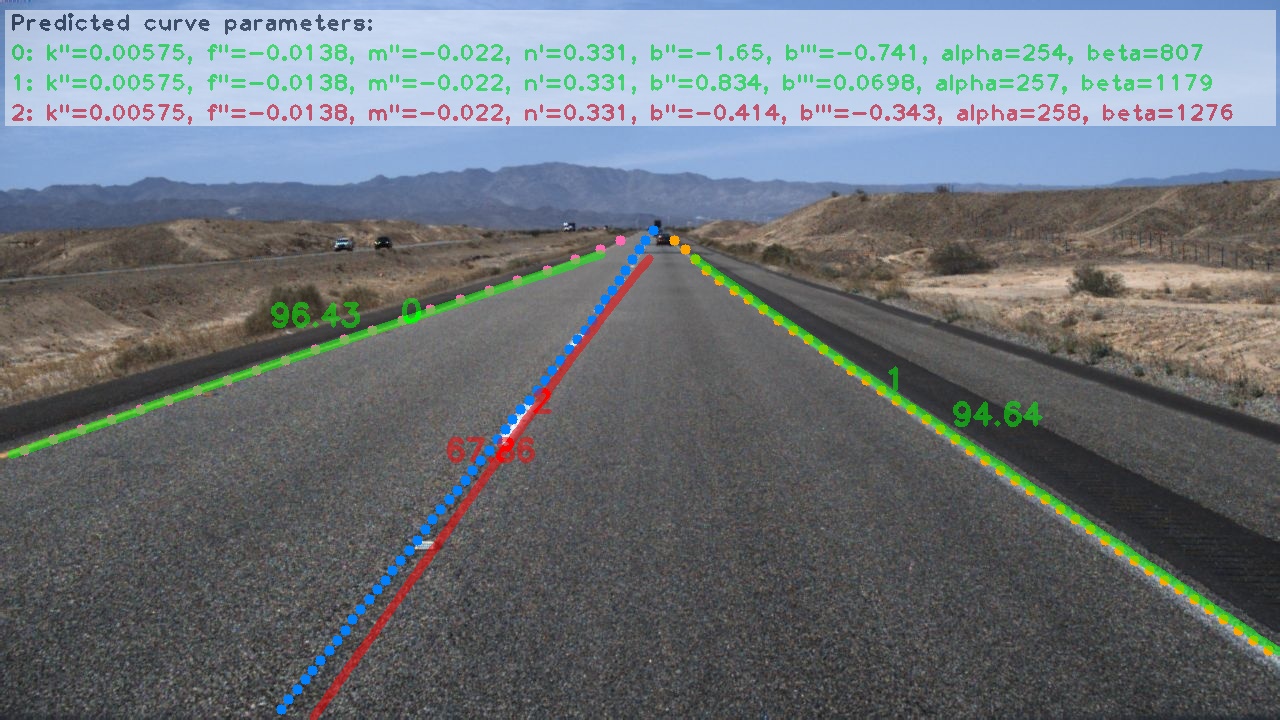 Predicted curve parameters:
0: k''=0.00575, f''=−0.0138, m''=−0.022, n'=0.331, b''=−1.65, b'''=−0.741, alpha=254, beta=807
1: k''=0.00575, f''=−0.0138, m''=−0.022, n'=0.331, b''=0.834, b'''=0.0698, alpha=257, beta=1179
2: k''=0.00575, f''=−0.0138, m''=−0.022, n'=0.331, b''=−0.414, b'''=−0.343, alpha=258, beta=1276
96.43 0
1
2
94.64